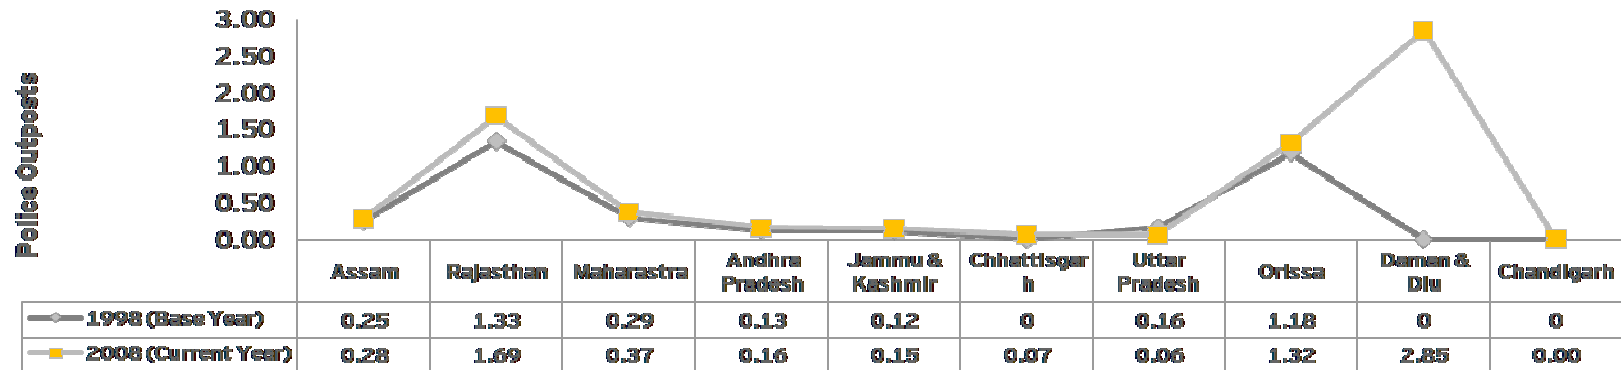 3.00
2.50
2.00
1.50
1.00
0.50
0.00
Police Outposts
Assam Rajasthan Maharastra Andhra Pradesh Jammu & Kashmir Chhattisgar h Uttar Pradesh Orissa Daman & Diu Chandigarh
1998 (Base Year) 0.25 1.33 0.29 0.13 0.12 0 0.16 1.18 0 0
2008 (Current Year) 0.28 1.69 0.37 0.16 0.15 0.07 0.06 1.32 2.85 0.00